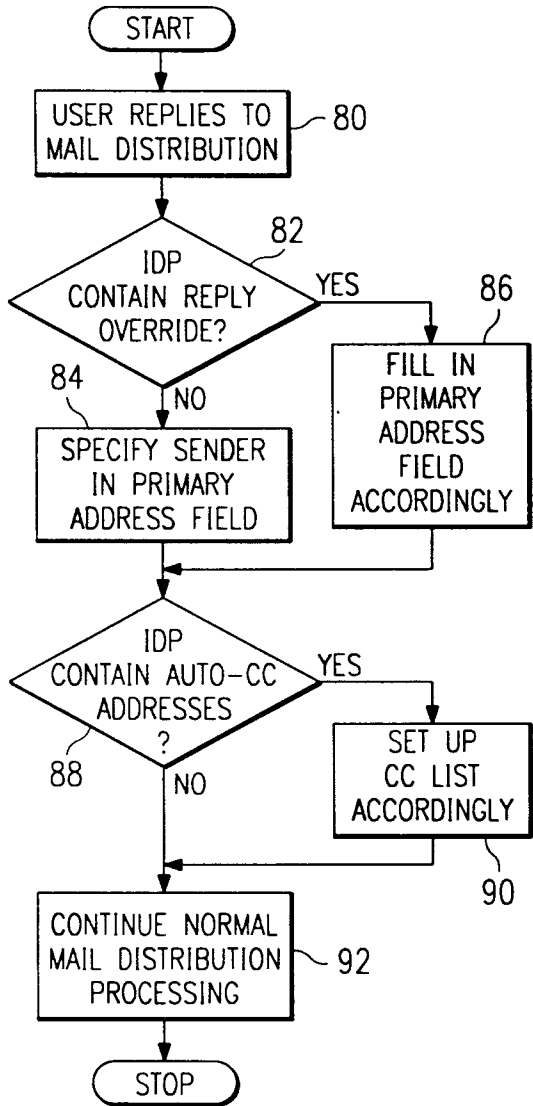 START
USER REPLIES TO
MAIL DISTRIBUTION
80
82
IDP
CONTAIN REPLY
OVERRIDE?
YES
86
FILL IN
PRIMARY
ADDRESS
FIELD
ACCORDINGLY
84
NO
SPECIFY SENDER
IN PRIMARY
ADDRESS FIELD
IDP
CONTAIN AUTO-CC
ADDRESSES
?
88
YES
SET UP
CC LIST
ACCORDINGLY
90
NO
CONTINUE NORMAL
MAIL DISTRIBUTION
PROCESSING
92
STOP